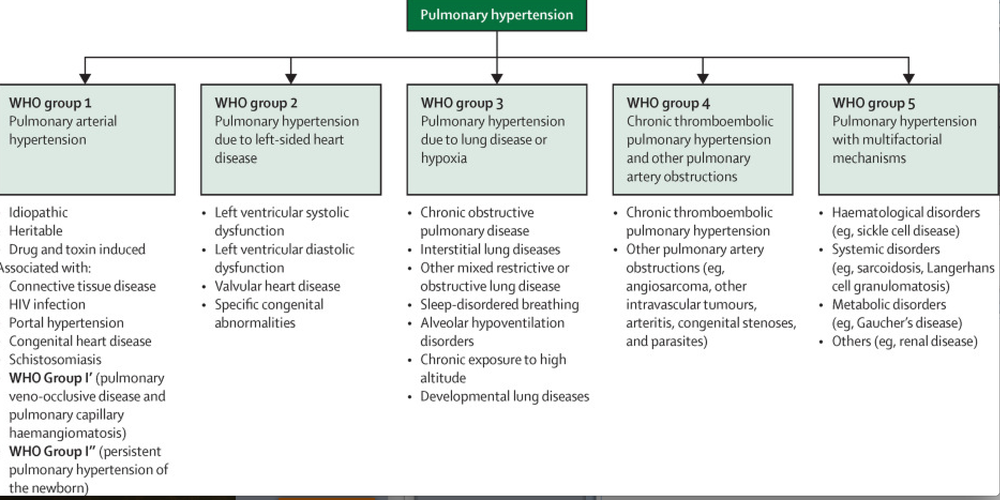 Pulmonary hypertension
WHO group 1
Pulmonary arterial
hypertension
Idiopathic
Heritable
Drug and toxin induced
Associated with:
Connective tissue disease
HIV infection
Portal hypertension
Congenital heart disease
Schistosomiasis
WHO Group I′ (pulmonary
veno-occlusive disease and
pulmonary capillary
haemangiomatosis)
WHO Group I″ (persistent
pulmonary hypertension of
the newborn)
WHO group 2
Pulmonary hypertension
due to left-sided heart
disease
• Left ventricular systolic
dysfunction
• Left ventricular diastolic
dysfunction
• Valvular heart disease
• Specific congenital
abnormalities
WHO group 3
Pulmonary hypertension
due to lung disease or
hypoxia
• Chronic obstructive
pulmonary disease
• Interstitial lung diseases
• Other mixed restrictive or
obstructive lung disease
• Sleep-disordered breathing
• Alveolar hypoventilation
disorders
• Chronic exposure to high
altitude
• Developmental lung diseases
WHO group 4
Chronic thromboembolic
pulmonary hypertension
and other pulmonary
artery obstructions
• Chronic thromboembolic
pulmonary hypertension
• Other pulmonary artery
obstructions (eg,
angiosarcoma, other
intravascular tumours,
arteritis, congenital stenoses,
and parasites)
WHO group 5
Pulmonary hypertension
with multifactorial
mechanisms
• Haematological disorders
(eg, sickle cell disease)
• Systemic disorders
(eg, sarcoidosis, Langerhans
cell granulomatosis)
• Metabolic disorders
(eg, Gaucher's disease)
• Others (eg, renal disease)